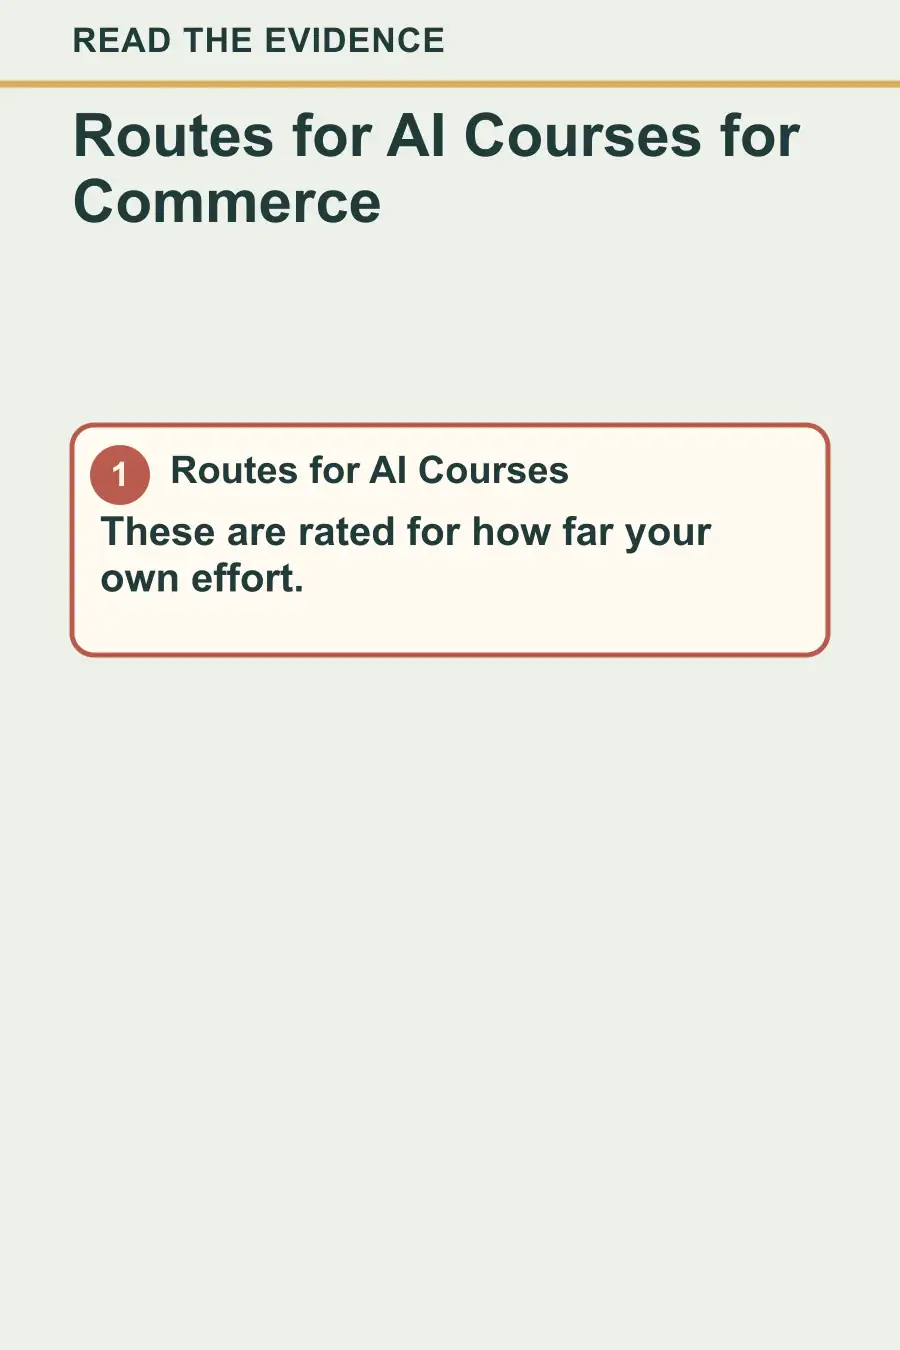 READ THE EVIDENCE
Routes for AI Courses for
Commerce
1 Routes for AI Courses
These are rated for how far your
own effort.